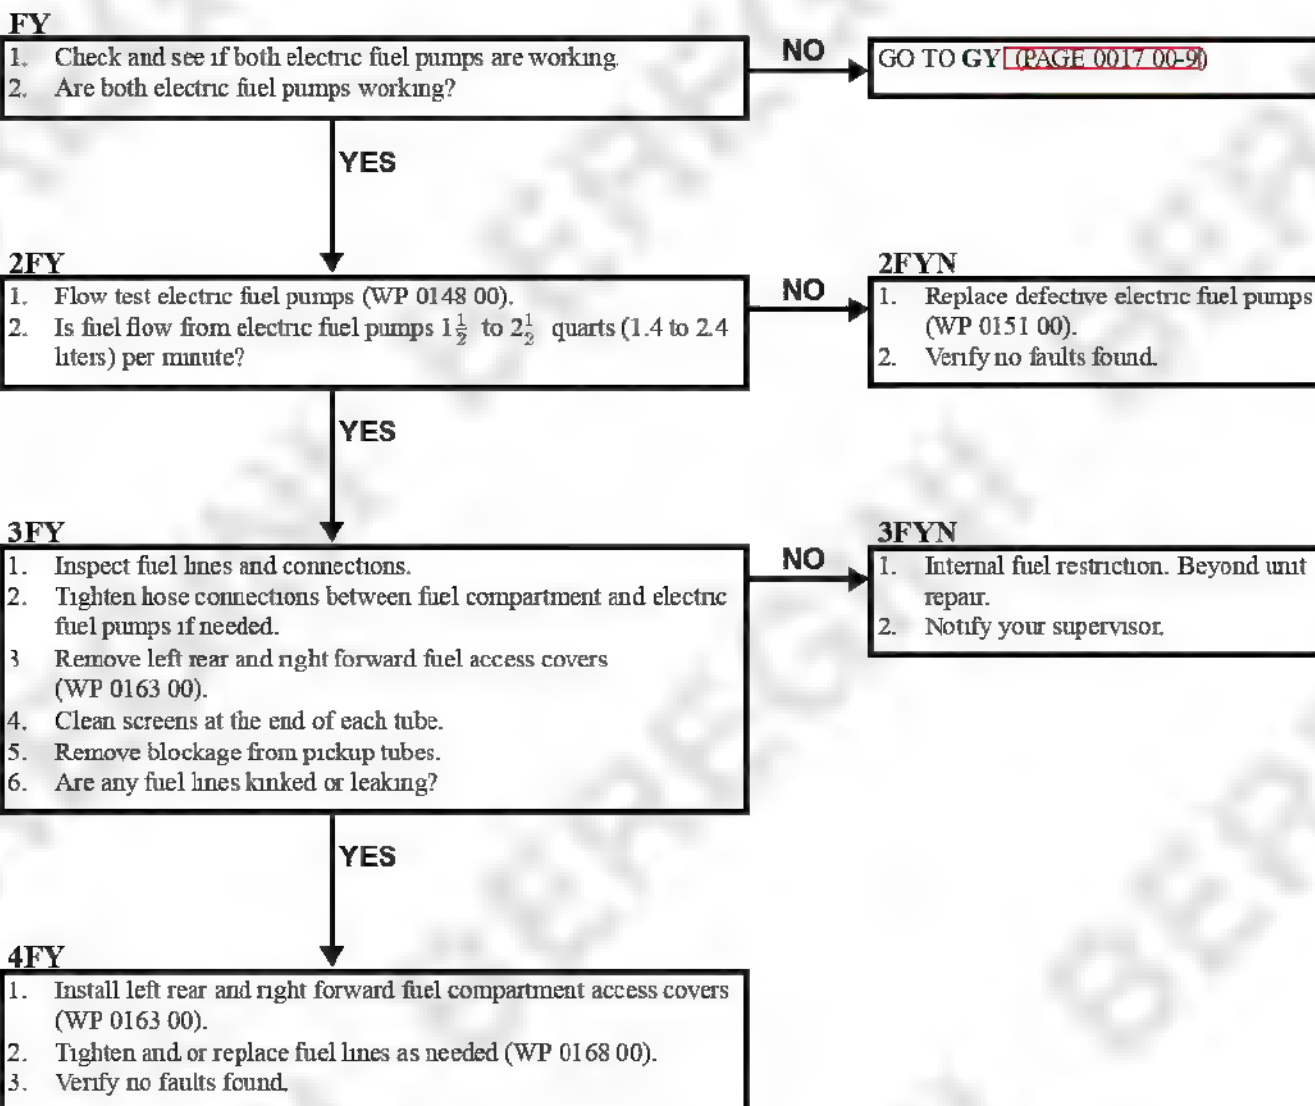 FY
1. Check and see if both electric fuel pumps are working.
2. Are both electric fuel pumps working?
NO
GO TO GY (PAGE 0017 00-9)
YES
2FY
1. Flow test electric fuel pumps (WP 0148 00).
2. Is fuel flow from electric fuel pumps 1 1/2 to 2 1/2 quarts (1.4 to 2.4
liters) per minute?
NO
2FYN
1. Replace defective electric fuel pumps
(WP 0151 00).
2. Verify no faults found.
YES
3FY
1. Inspect fuel lines and connections.
2. Tighten hose connections between fuel compartment and electric
fuel pumps if needed.
3 Remove left rear and right forward fuel access covers
(WP 0163 00).
4. Clean screens at the end of each tube.
5. Remove blockage from pickup tubes.
6. Are any fuel lines kinked or leaking?
NO
3FYN
1. Internal fuel restriction. Beyond unit
repair.
2. Notify your supervisor.
YES
4FY
1. Install left rear and right forward fuel compartment access covers
(WP 0163 00).
2. Tighten and or replace fuel lines as needed (WP 0168 00).
3. Verify no faults found.